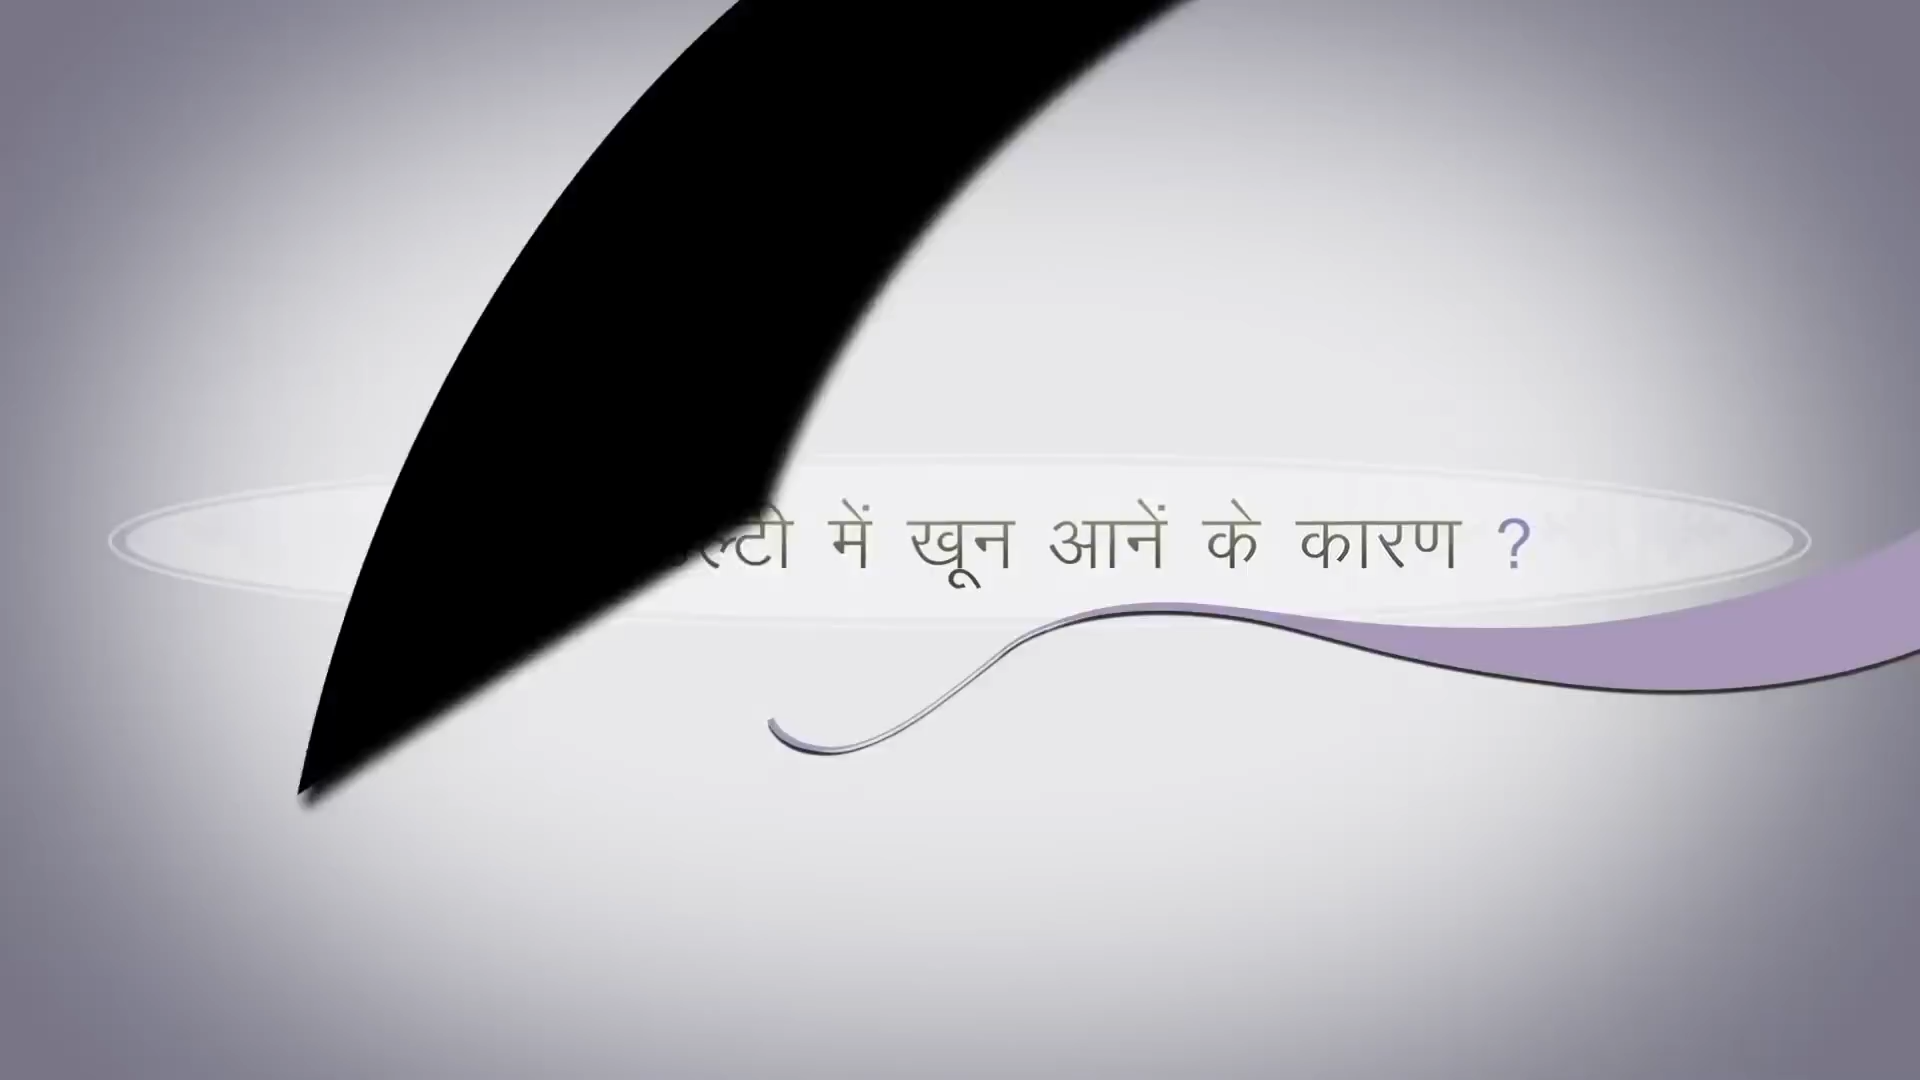 में खून आनें के कारण ?